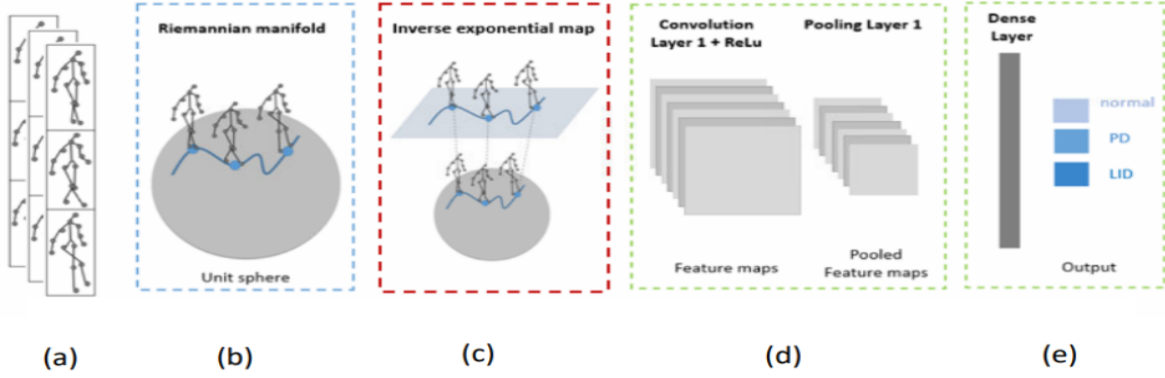 Riemannian manifold
Unit sphere
Inverse exponential map
Convolution
Layer 1 + ReLu
Pooling Layer 1
Feature maps
Pooled
Feature maps
Dense
Layer
normal
PD
LID
Output
(a)
(b)
(c)
(d)
(e)